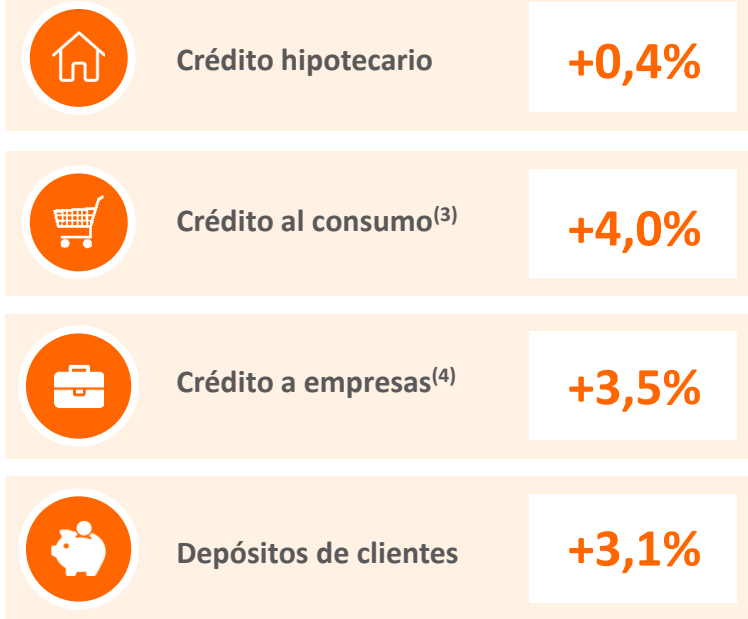 Crédito hipotecario
+0,4%
Crédito al consumo(3)
+4,0%
Crédito a empresas(4)
+3,5%
Depósitos de clientes
+3,1%